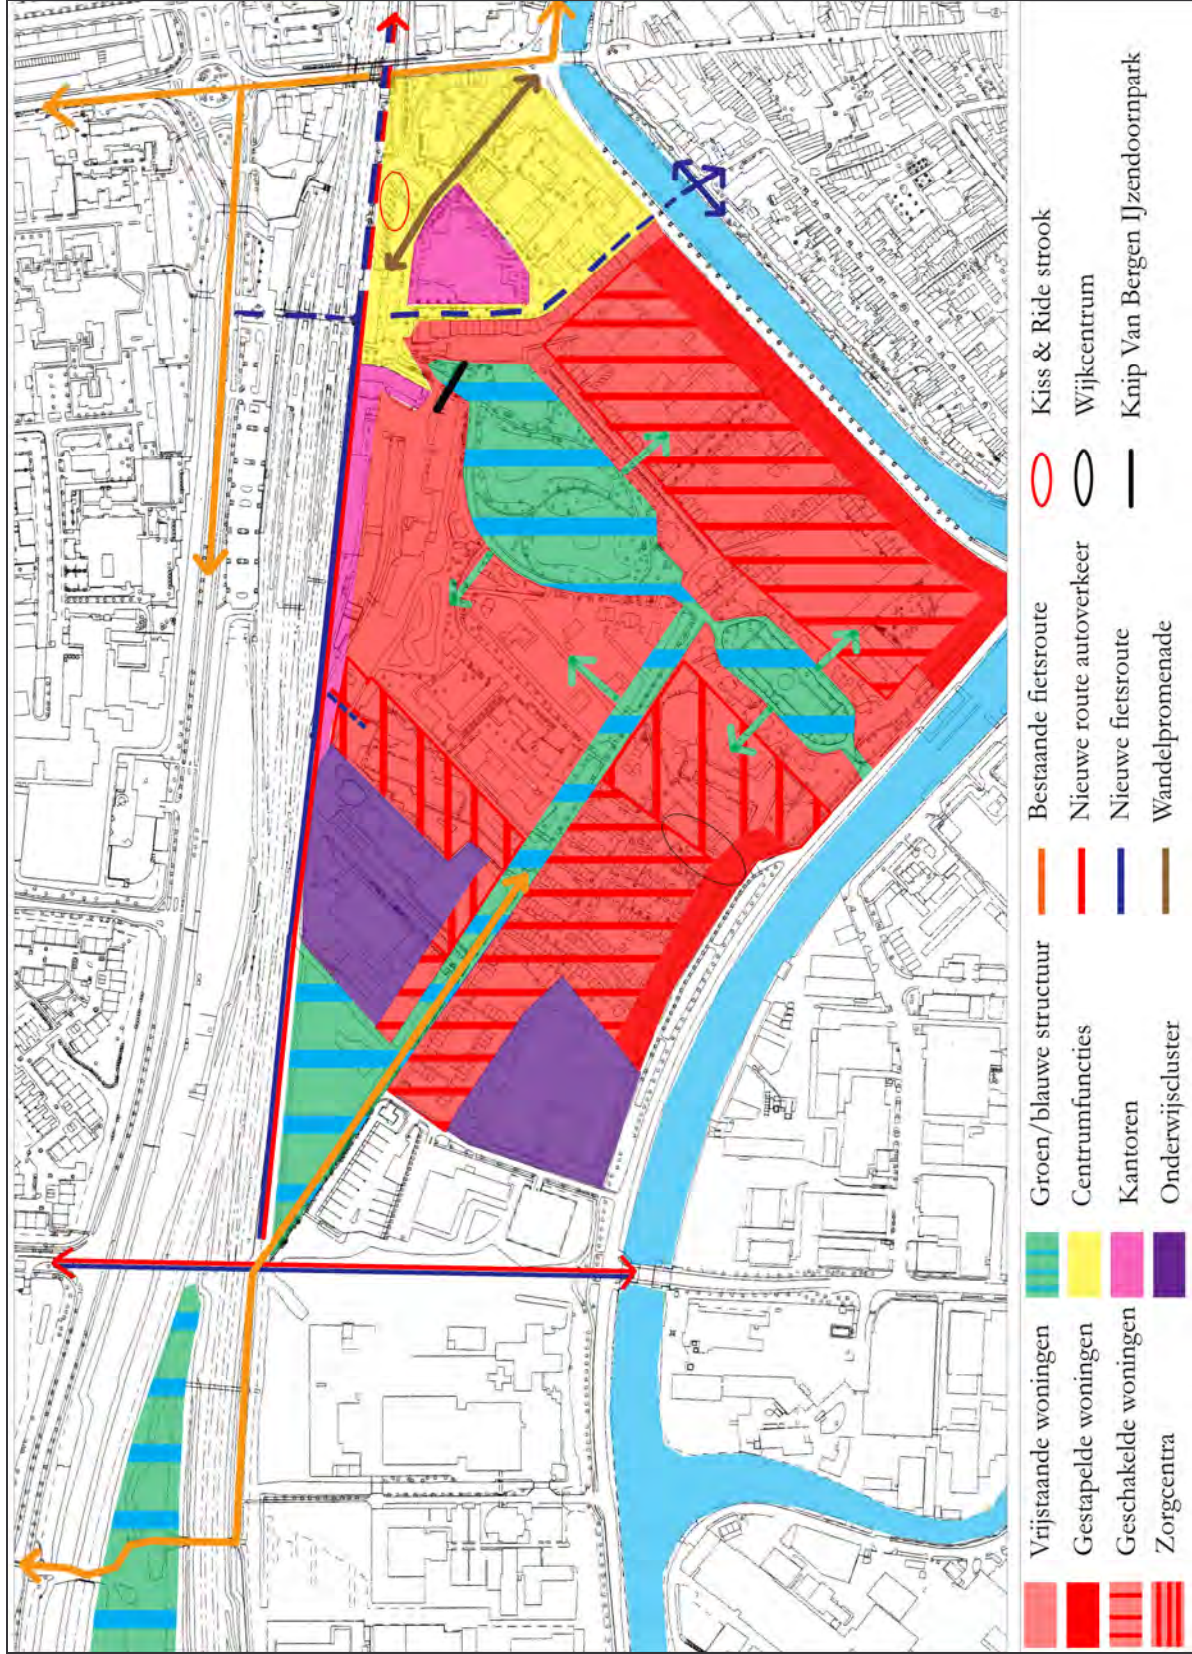 Vrijstaande woningen
Gestapelde woningen
Geschakelde woningen
Zorgcentra
Groen/blauwe structuur
Centrumfuncties
Kantoren
Onderwijscluster
Bestaande fietsroute
Nieuwe route autoverkeer
Nieuwe fietsroute
Wandelpromenade
Kiss & Ride strook
Wijkcentrum
Knip Van Bergen IJzendoornpark